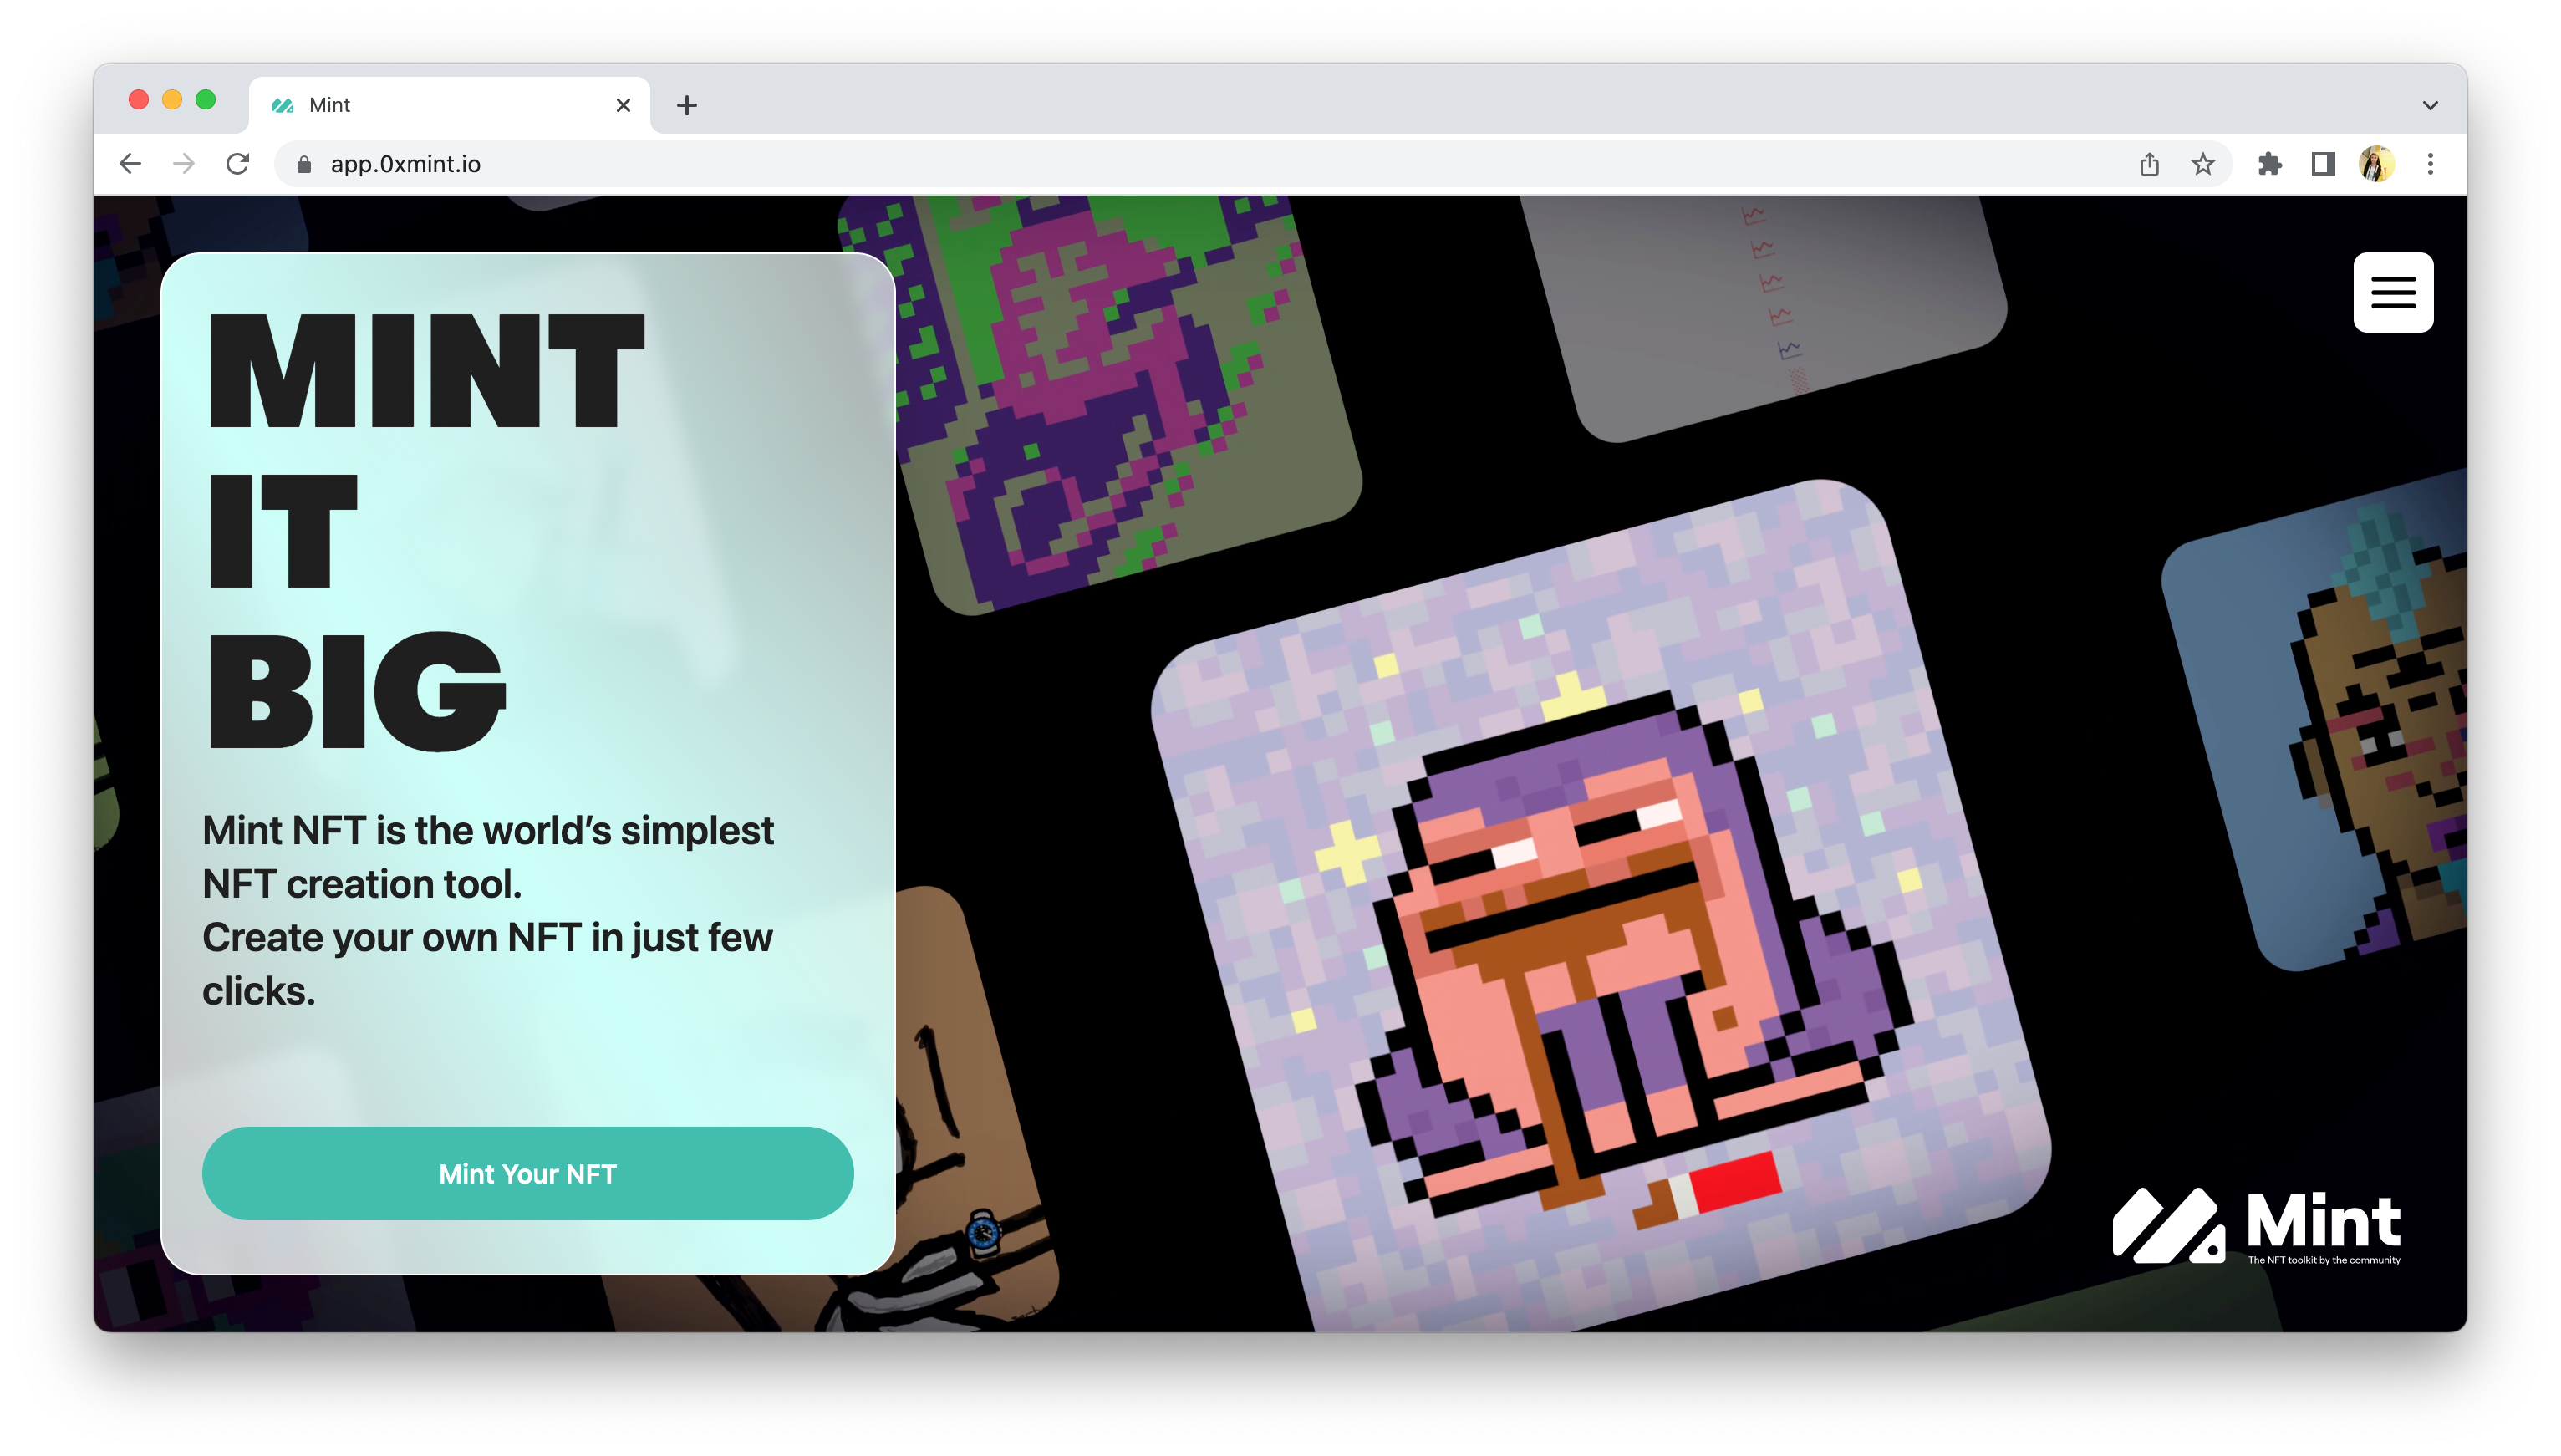 Mint
app.0xmint.io
MINT
IT
BIG
Mint NFT is the world’s simplest
NFT creation tool.
Create your own NFT in just few
clicks.
Mint Your NFT
1
Mint
The NFT toolkit by the community